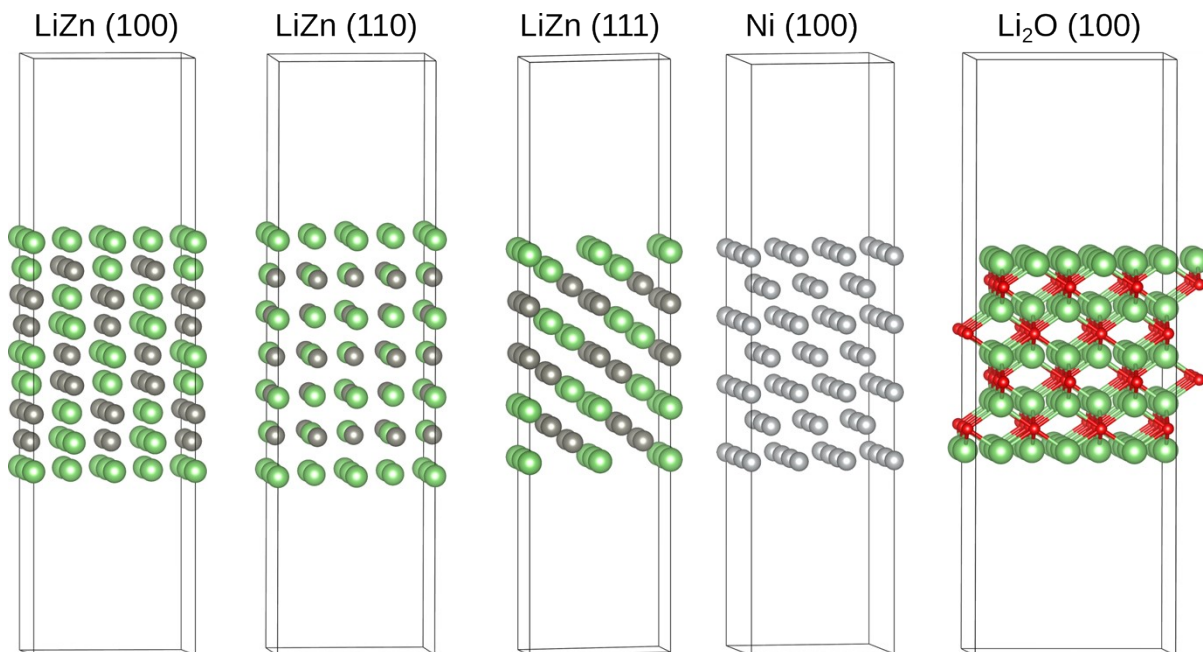 LiZn (100)
LiZn (110)
LiZn (111)
Ni (100)
Li₂O (100)